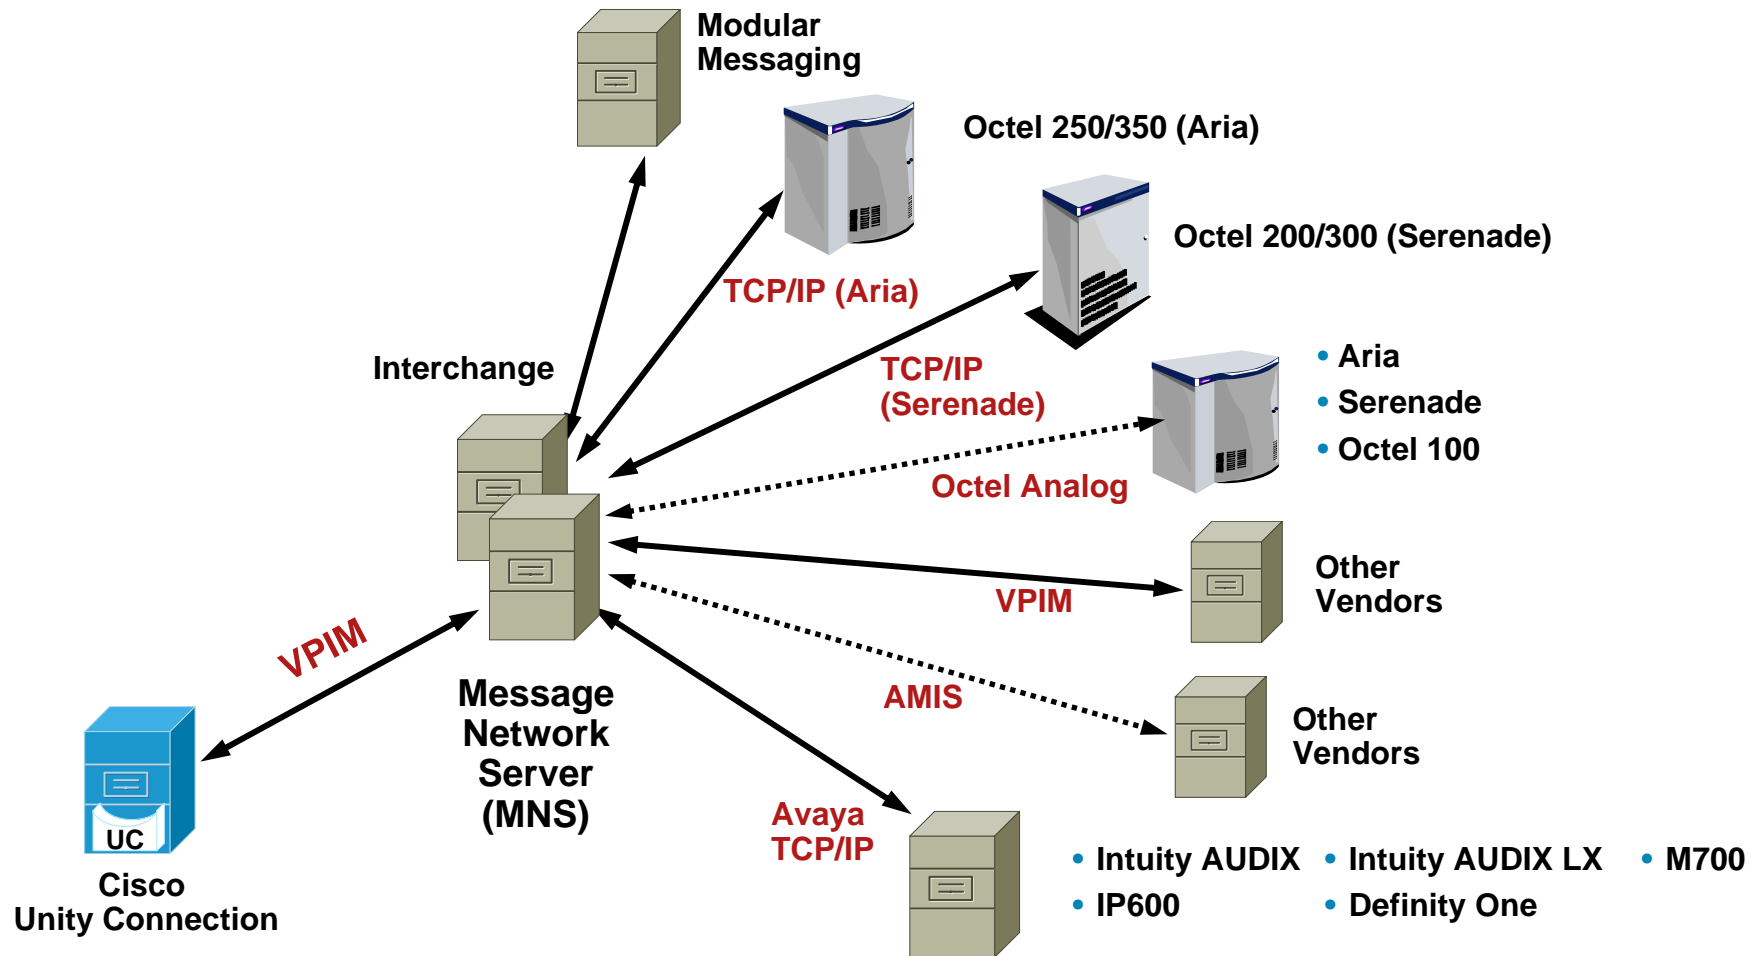 Modular
Messaging
Octel 250/350 (Aria)
Octel 200/300 (Serenade)
TCP/IP (Aria)
Interchange
TCP/IP
(Serenade)
• Aria
• Serenade
• Octel 100
Octel Analog
Other
Vendors
VPIM
VPIM
AMIS
Other
Vendors
Message
Network
Server
(MNS)
Avaya
TCP/IP
UC
Cisco
Unity Connection
• Intuity AUDIX • Intuity AUDIX LX • M700
• IP600 • Definity One